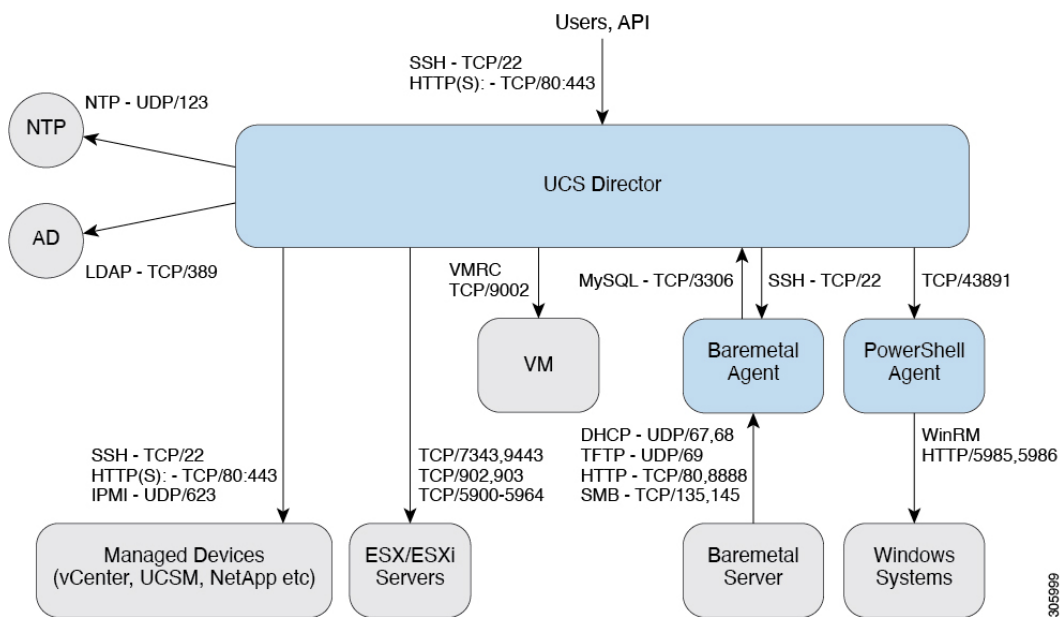 Users, API
SSH - TCP/22
HTTP(S): - TCP/80:443
NTP - UDP/123
NTP
UCS Director
AD
LDAP - TCP/389
VMRC
TCP/9002
MySQL - TCP/3306
SSH - TCP/22
TCP/43891
VM
Baremetal
Agent
PowerShell
Agent
SSH - TCP/22
HTTP(S): - TCP/80:443
IPMI - UDP/623
TCP/7343,9443
TCP/902,903
TCP/5900-5964
DHCP - UDP/67,68
TFTP - UDP/69
HTTP - TCP/80,8888
SMB - TCP/135,145
WinRM
HTTP/5985,5986
Managed Devices
(vCenter, UCSM, NetApp etc)
ESX/ESXi
Servers
Baremetal
Server
Windows
Systems
305999